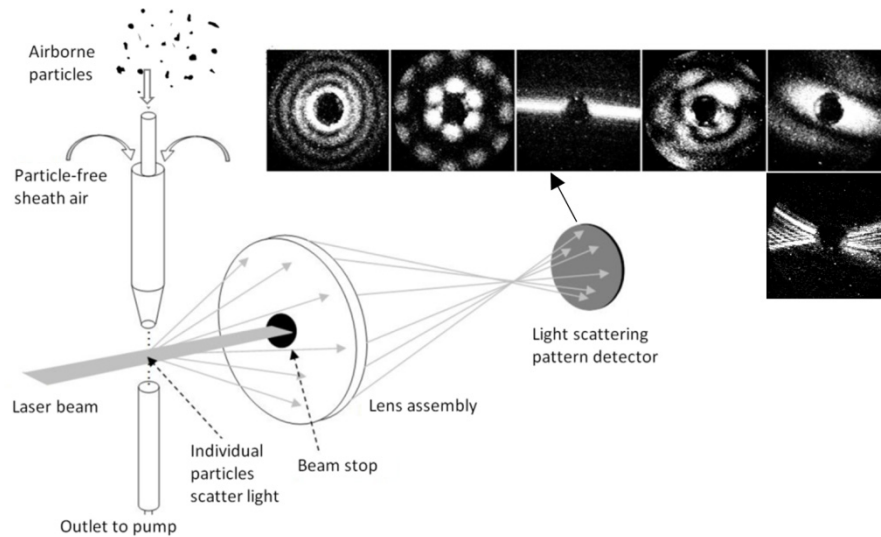 Airborne
particles
Particle-free
sheath air
Light scattering
pattern detector
Laser beam
Lens assembly
Individual
particles
scatter light
Beam stop
Outlet to pump